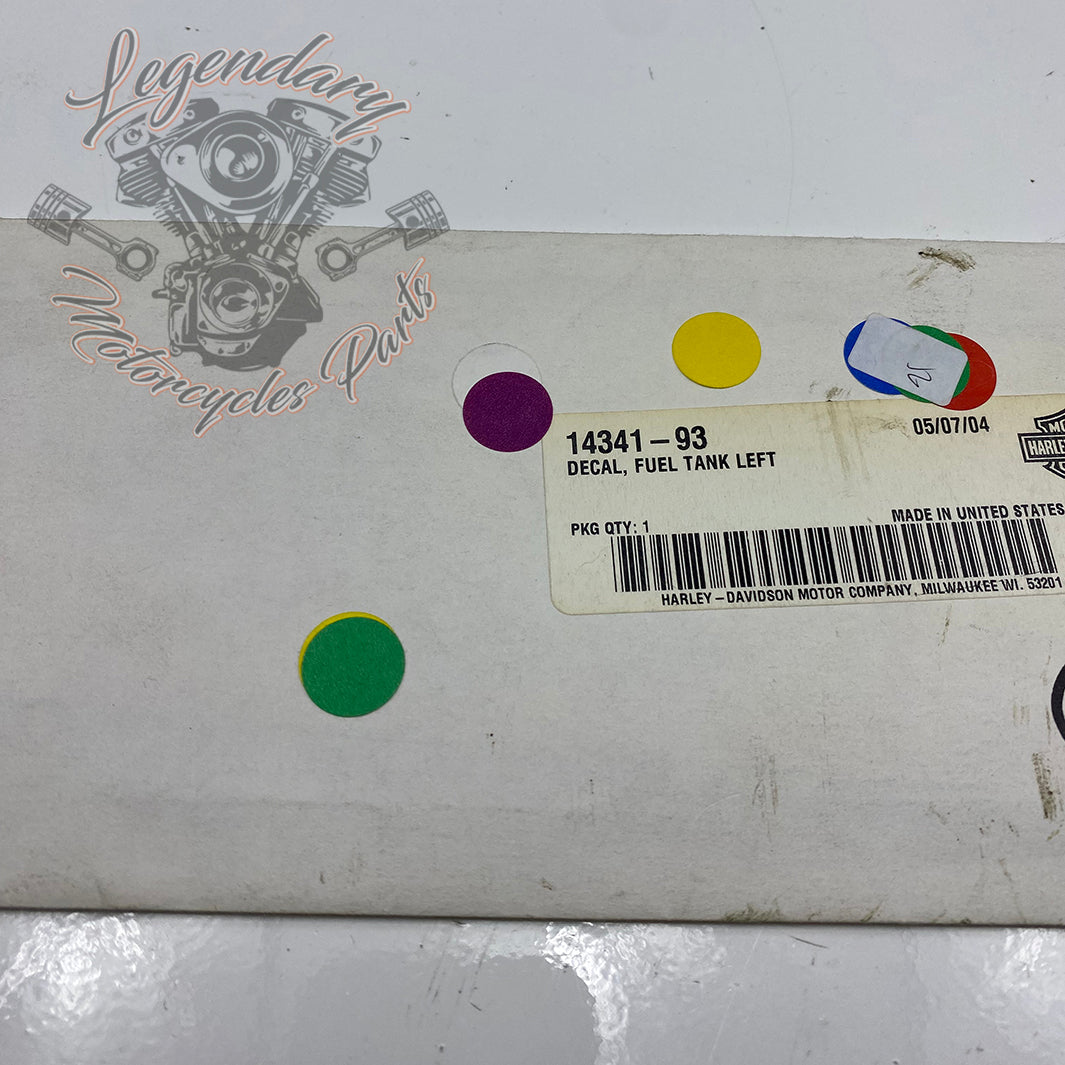 Legendary
Motorcycles Parts
14341-93
05/07/04
DECAL, FUEL TANK LEFT
MADE IN UNITED STATES
PKG QTY: 1
HARLEY-DAVIDSON MOTOR COMPANY, MILWAUKEE WI. 53201